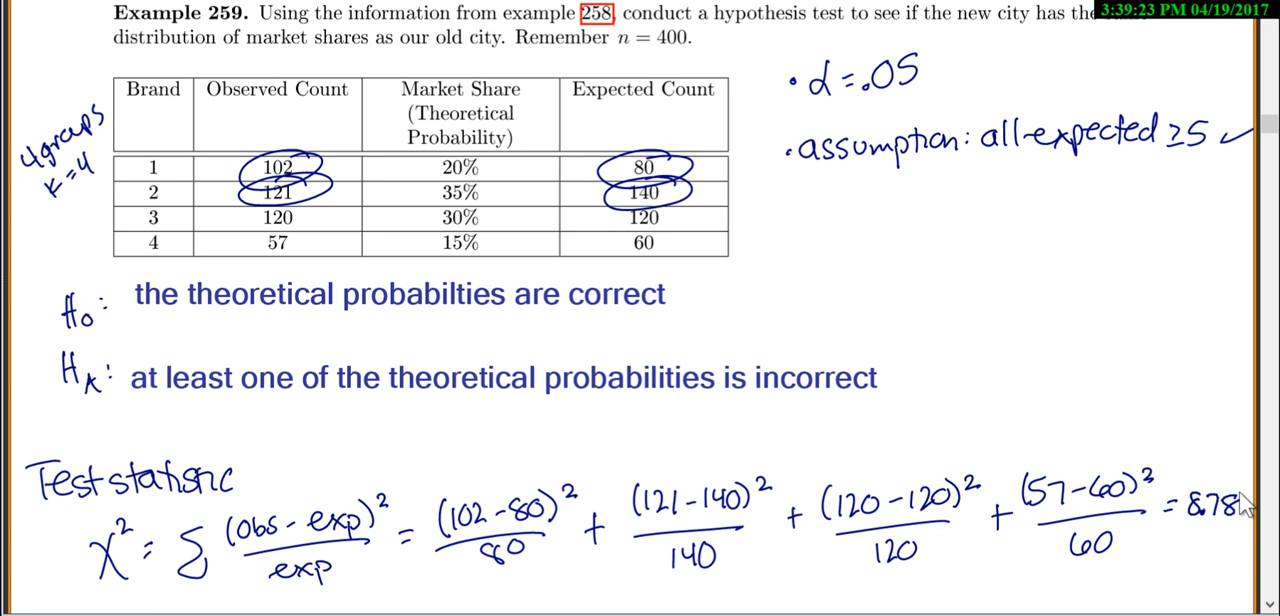 Example 259. Using the information from example 258, conduct a hypothesis test to see if the new city has the
3:39:23 PM 04/19/2017
distribution of market shares as our old city. Remember n = 400.
• α = .05
• assumption: all expected ≥ 5 ✓
4 groups
K = 4
Brand Observed Count Market Share (Theoretical Probability) Expected Count
1 102 20% 80
2 121 35% 140
3 120 30% 120
4 57 15% 60
H₀: the theoretical probabilties are correct
H_A: at least one of the theoretical probabilities is incorrect
Test statistic
χ² = Σ (obs - exp)²/exp = (102 - 80)²/80 + (121 - 140)²/140 + (120 - 120)²/120 + (57 - 60)²/60 = 8.78